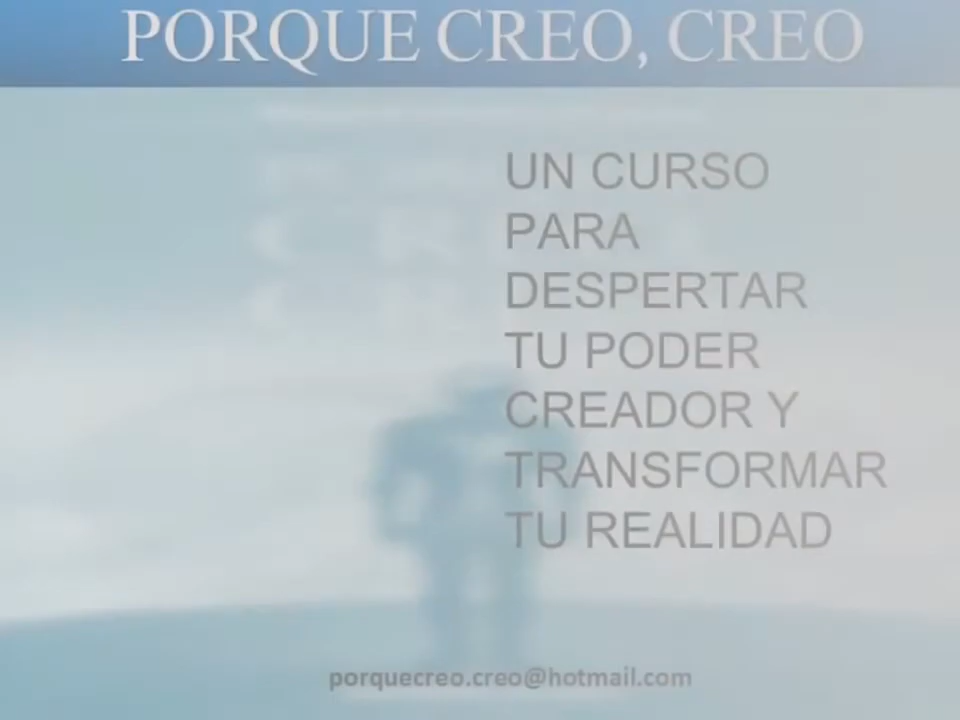 PORQUE CREO, CREO
UN CURSO
PARA
DESPERTAR
TU PODER
CREADOR Y
TRANSFORMAR
TU REALIDAD
porquecreo.creo@hotmail.com